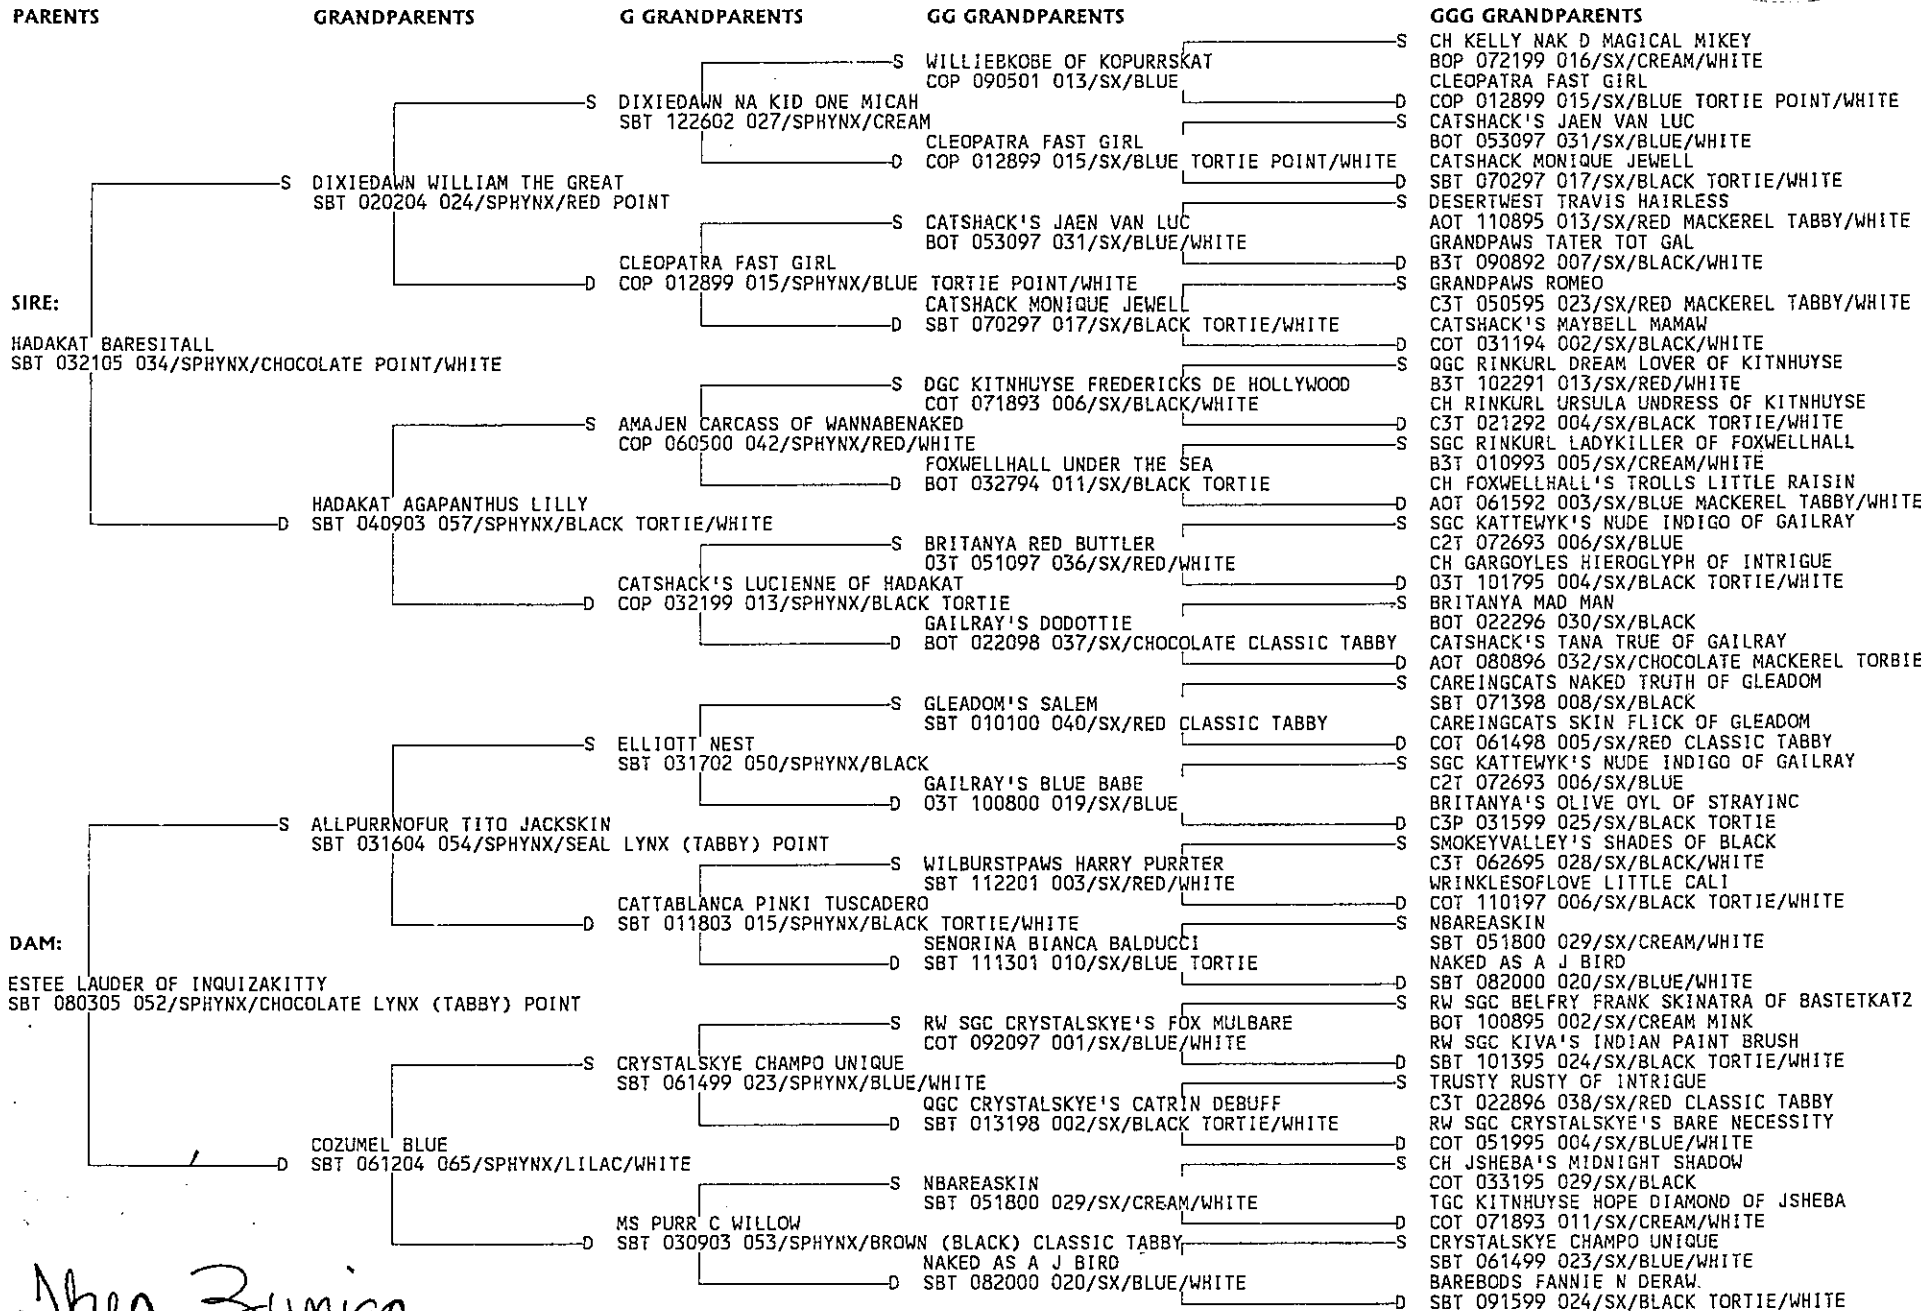 PARENTS GRANDPARENTS G GRANDPARENTS GG GRANDPARENTS GGG GRANDPARENTS
SIRE:
HADAKAT BARESITALL
SBT 032105 034/SPHYNX/CHOCOLATE POINT/WHITE
DAM:
ESTEE LAUDER OF INQUIZAKITTY
SBT 080305 052/SPHYNX/CHOCOLATE LYNX (TABBY) POINT
S DIXIEDAWN WILLIAM THE GREAT
SBT 020204 024/SPHYNX/RED POINT
HADAKAT AGAPANTHUS LILLY
D SBT 040903 057/SPHYNX/BLACK TORTIE/WHITE
S ALLPURRNOFUR TITO JACKSKIN
SBT 031604 054/SPHYNX/SEAL LYNX (TABBY) POINT
COZUMEL BLUE
D SBT 061204 065/SPHYNX/LILAC/WHITE
S DIXIEDAWN NA KID ONE MICAH
SBT 122602 027/SPHYNX/CREAM
CLEOPATRA FAST GIRL
D COP 012899 015/SPHYNX/BLUE TORTIE POINT/WHITE
S AMAJEN CARCASS OF WANNABENAKED
COP 060500 042/SPHYNX/RED/WHITE
CATSHACK'S LUCIENNE OF HADAKAT
D COP 032199 013/SPHYNX/BLACK TORTIE
S ELLIOTT NEST
SBT 031702 050/SPHYNX/BLACK
CATTABLANCA PINKI TUSCADERO
D SBT 011803 015/SPHYNX/BLACK TORTIE/WHITE
S CRYSTALSKYE CHAMPO UNIQUE
SBT 061499 023/SPHYNX/BLUE/WHITE
MS PURR C WILLOW
D SBT 030903 053/SPHYNX/BROWN (BLACK) CLASSIC TABBY
S WILLIEBKOBE OF KOPURRSKAT
COP 090501 013/SX/BLUE
CLEOPATRA FAST GIRL
D COP 012899 015/SX/BLUE TORTIE POINT/WHITE
S CATSHACK'S JAEN VAN LUC
BOT 053097 031/SX/BLUE/WHITE
CATSHACK MONIQUE JEWELL
D SBT 070297 017/SX/BLACK TORTIE/WHITE
S DGC KITNHUYSE FREDERICKS DE HOLLYWOOD
COT 071893 006/SX/BLACK/WHITE
FOXWELLHALL UNDER THE SEA
D BOT 032794 011/SX/BLACK TORTIE
S BRITANYA RED BUTTLER
03T 051097 036/SX/RED/WHITE
GAILRAY'S DODOTTIE
D BOT 022098 037/SX/CHOCOLATE CLASSIC TABBY
S GLEADOM'S SALEM
SBT 010100 040/SX/RED CLASSIC TABBY
GAILRAY'S BLUE BABE
D 03T 100800 019/SX/BLUE
S WILBURSTPAWS HARRY PURRTER
SBT 112201 003/SX/RED/WHITE
SENORINA BIANCA BALDUCCI
D SBT 111301 010/SX/BLUE TORTIE
S RW SGC CRYSTALSKYE'S FOX MULBARE
COT 092097 001/SX/BLUE/WHITE
QGC CRYSTALSKYE'S CATRIN DEBUFF
D SBT 013198 002/SX/BLACK TORTIE/WHITE
S NBAREASKIN
SBT 051800 029/SX/CREAM/WHITE
NAKED AS A J BIRD
D SBT 082000 020/SX/BLUE/WHITE
S CH KELLY NAK D MAGICAL MIKEY
BOP 072199 016/SX/CREAM/WHITE
CLEOPATRA FAST GIRL
D COP 012899 015/SX/BLUE TORTIE POINT/WHITE
S CATSHACK'S JAEN VAN LUC
BOT 053097 031/SX/BLUE/WHITE
CATSHACK MONIQUE JEWELL
D SBT 070297 017/SX/BLACK TORTIE/WHITE
S DESERTWEST TRAVIS HAIRLESS
AOT 110895 013/SX/RED MACKEREL TABBY/WHITE
GRANDPAWS TATER TOT GAL
D B3T 090892 007/SX/BLACK/WHITE
S GRANDPAWS ROMEO
C3T 050595 023/SX/RED MACKEREL TABBY/WHITE
CATSHACK'S MAYBELL MAMAW
D COT 031194 002/SX/BLACK/WHITE
S QGC RINKURL DREAM LOVER OF KITNHUYSE
B3T 102291 013/SX/RED/WHITE
CH RINKURL URSULA UNDRESS OF KITNHUYSE
D C3T 021292 004/SX/BLACK TORTIE/WHITE
S SGC RINKURL LADYKILLER OF FOXWELLHALL
B3T 010993 005/SX/CREAM/WHITE
CH FOXWELLHALL'S TROLLS LITTLE RAISIN
D AOT 061592 003/SX/BLUE MACKEREL TABBY/WHITE
S SGC KATTEWYK'S NUDE INDIGO OF GAILRAY
C2T 072693 006/SX/BLUE
CH GARGOYLES HIEROGLYPH OF INTRIGUE
D 03T 101795 004/SX/BLACK TORTIE/WHITE
S BRITANYA MAD MAN
BOT 022296 030/SX/BLACK
CATSHACK'S TANA TRUE OF GAILRAY
D AOT 080896 032/SX/CHOCOLATE MACKEREL TORBIE
S CAREINGCATS NAKED TRUTH OF GLEADOM
SBT 071398 008/SX/BLACK
CAREINGCATS SKIN FLICK OF GLEADOM
D COT 061498 005/SX/RED CLASSIC TABBY
S SGC KATTEWYK'S NUDE INDIGO OF GAILRAY
C2T 072693 006/SX/BLUE
BRITANYA'S OLIVE OYL OF STRAYINC
D C3P 031599 025/SX/BLACK TORTIE
S SMOKEYVALLEY'S SHADES OF BLACK
C3T 062695 028/SX/BLACK/WHITE
WRINKLESOFLOVE LITTLE CALI
D COT 110197 006/SX/BLACK TORTIE/WHITE
S NBAREASKIN
SBT 051800 029/SX/CREAM/WHITE
NAKED AS A J BIRD
D SBT 082000 020/SX/BLUE/WHITE
S RW SGC BELFRY FRANK SKINATRA OF BASTETKATZ
BOT 100895 002/SX/CREAM MINK
RW SGC KIVA'S INDIAN PAINT BRUSH
D SBT 101395 024/SX/BLACK TORTIE/WHITE
S TRUSTY RUSTY OF INTRIGUE
C3T 022896 038/SX/RED CLASSIC TABBY
RW SGC CRYSTALSKYE'S BARE NECESSITY
D COT 051995 004/SX/BLUE/WHITE
S CH JSHEBA'S MIDNIGHT SHADOW
COT 033195 029/SX/BLACK
TGC KITNHUYSE HOPE DIAMOND OF JSHEBA
D COT 071893 011/SX/CREAM/WHITE
S CRYSTALSKYE CHAMPO UNIQUE
SBT 061499 023/SX/BLUE/WHITE
BAREBODS FANNIE N DERAW.
D SBT 091599 024/SX/BLACK TORTIE/WHITE